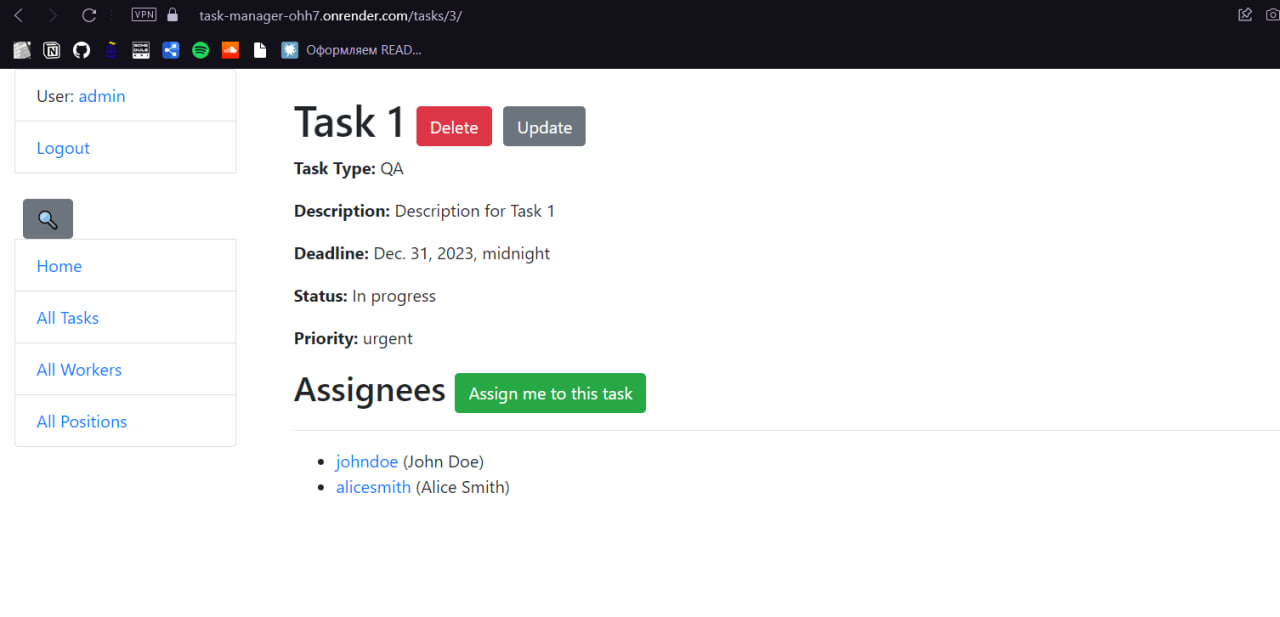 VPN task-manager-ohh7.onrender.com/tasks/3/
Оформляем READ...
User: admin
Logout
Home
All Tasks
All Workers
All Positions
Task 1 Delete Update
Task Type: QA
Description: Description for Task 1
Deadline: Dec. 31, 2023, midnight
Status: In progress
Priority: urgent
Assignees Assign me to this task
johndoe (John Doe)
alicesmith (Alice Smith)